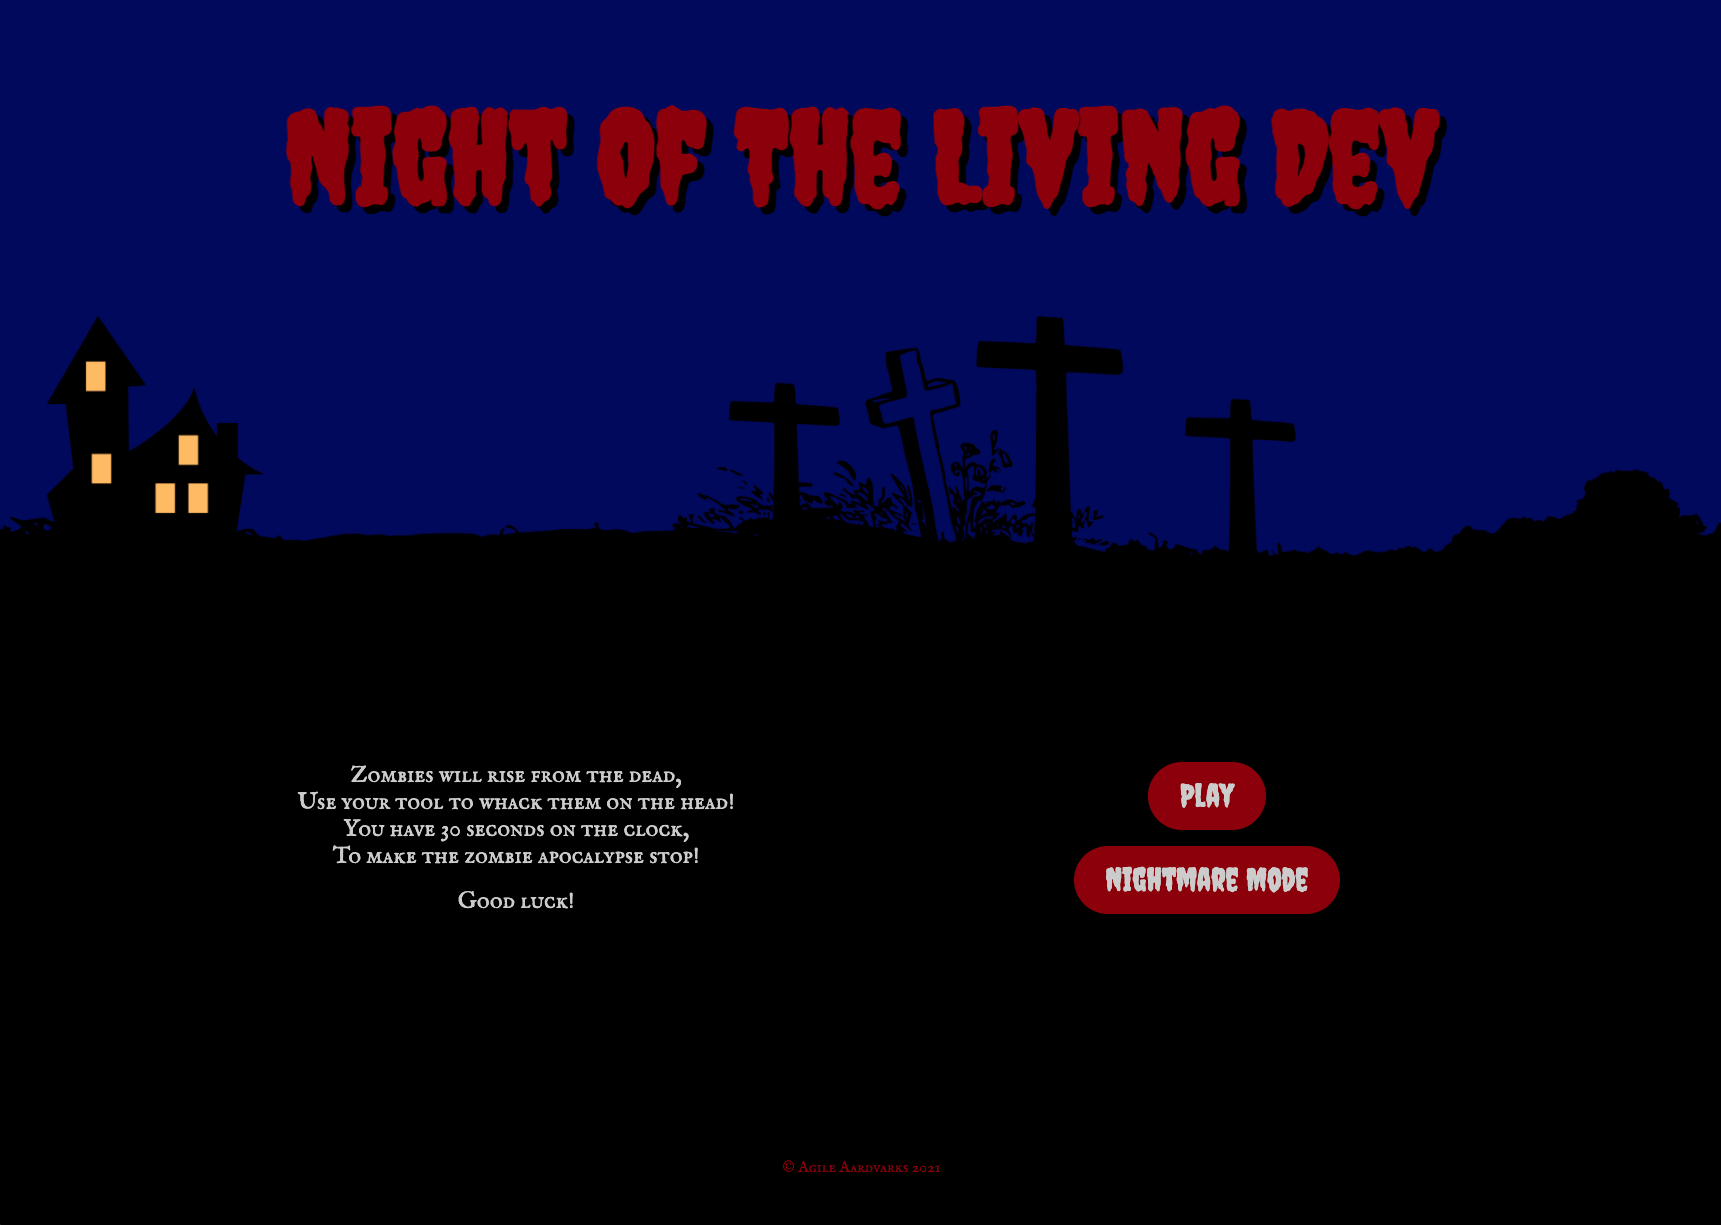 NIGHT OF THE LIVING DEV
Zombies will rise from the dead,
Use your tool to whack them on the head!
You have 30 seconds on the clock,
To make the zombie apocalypse stop!
Good luck!
PLAY
NIGHTMARE MODE
© Agile Aardvarks 2021